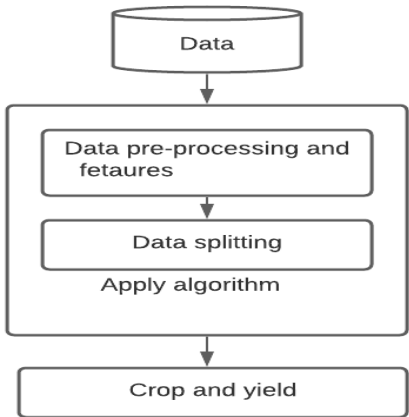 Data
Data pre-processing and
fetaures
Data splitting
Apply algorithm
Crop and yield